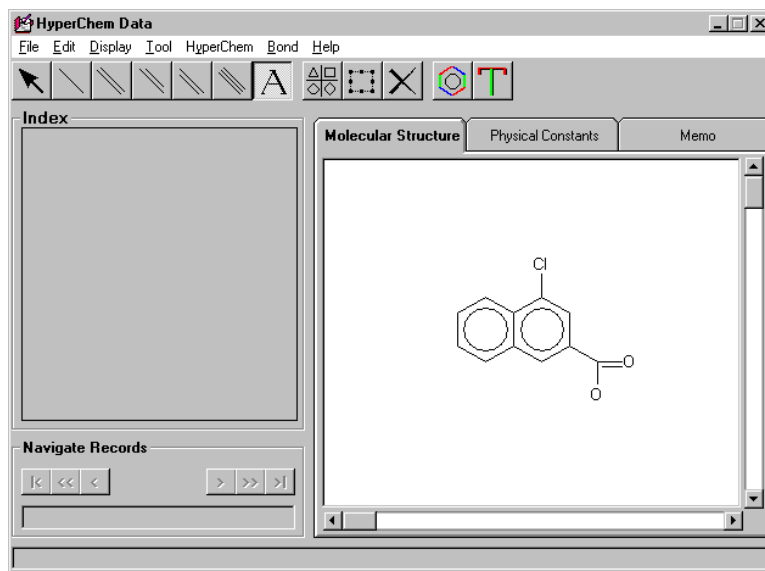 HyperChem Data
File Edit Display Tool HyperChem Bond Help
A
Index
Molecular Structure Physical Constants Memo
Cl
O
O
Navigate Records
|< << < > >> >|